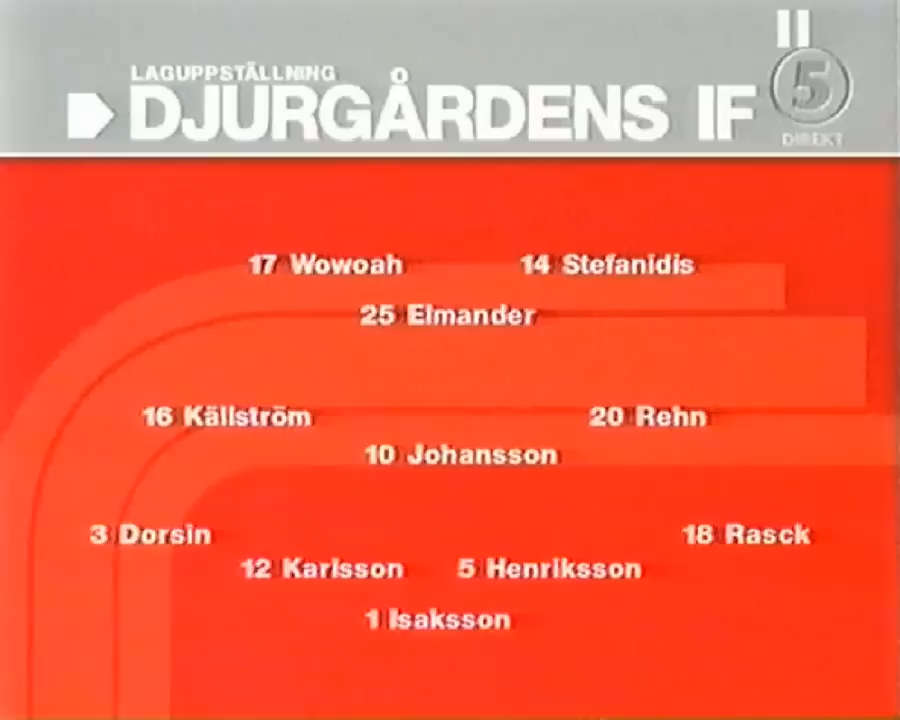 LAGUPPSTÄLLNING
DJURGÅRDENS IF
5
DIREKT
17 Wowoah 14 Stefanidis
25 Elmander
16 Källström 20 Rehn
10 Johansson
3 Dorsin 18 Rasck
12 Karlsson 5 Henriksson
1 Isaksson